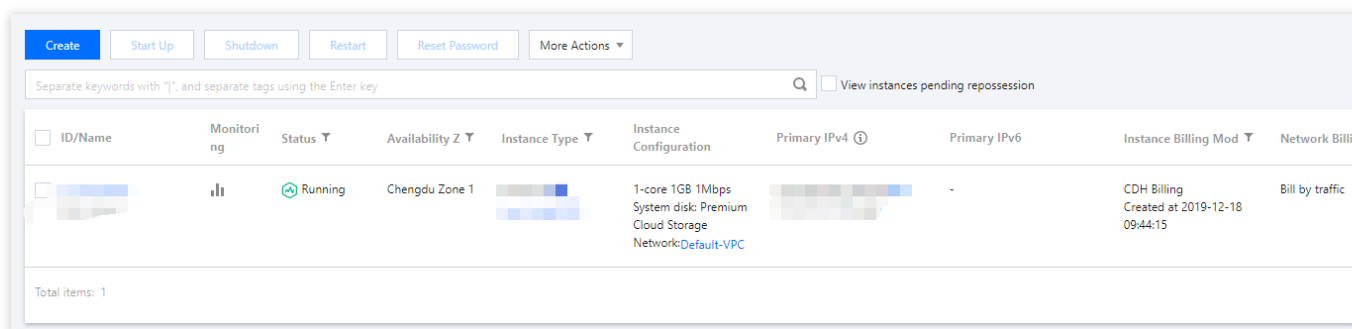 Create Start Up Shutdown Restart Reset Password More Actions
Separate keywords with "|", and separate tags using the Enter key
View instances pending repossession
ID/Name
Monitori
ng
Status
Availability Z
Instance Type
Instance
Configuration
Primary IPv4
Primary IPv6
Instance Billing Mod
Network Billi
Running
Chengdu Zone 1
1-core 1GB 1Mbps
System disk: Premium
Cloud Storage
Network:Default-VPC
-
CDH Billing
Created at 2019-12-18
09:44:15
Bill by traffic
Total items: 1